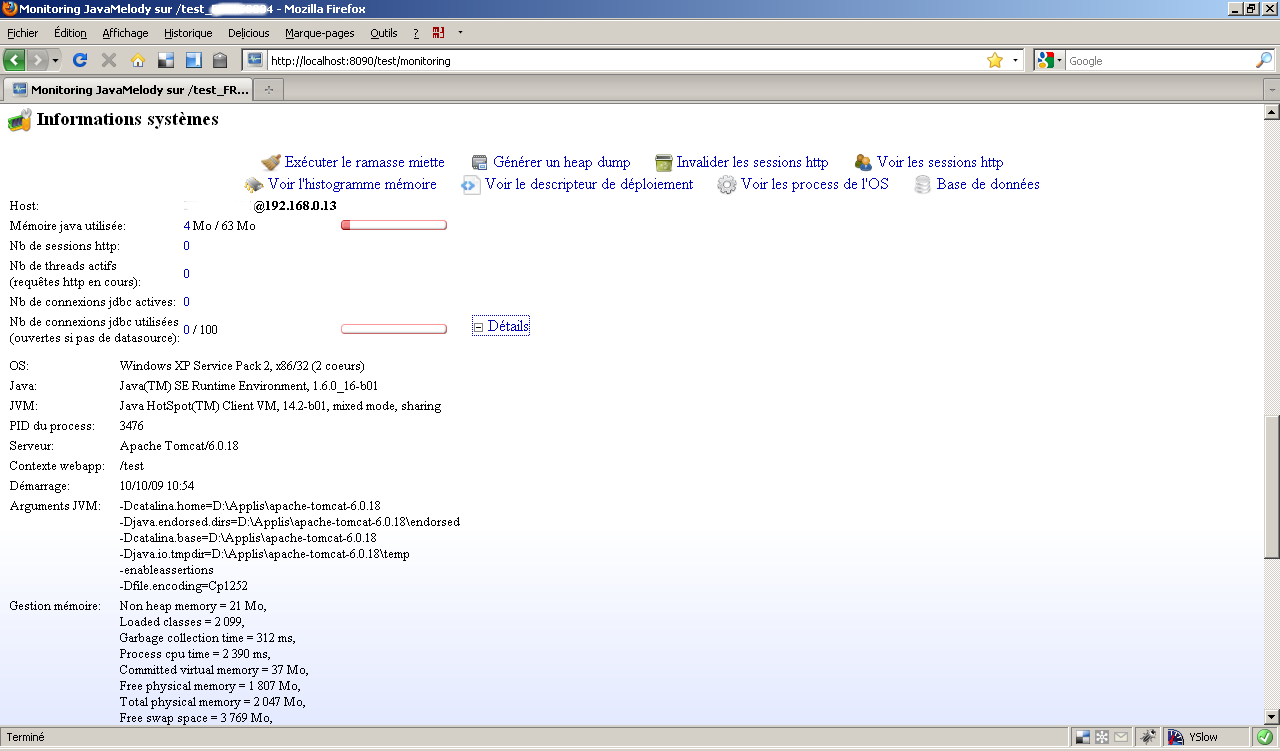 Monitoring JavaMelody sur /test_ 4 - Mozilla Firefox
Fichier Édition Affichage Historique Delicious Marque-pages Outils ?
http://localhost:8090/test/monitoring
Google
Monitoring JavaMelody sur /test_FR...
Informations systèmes
Exécuter le ramasse miette Générer un heap dump Invalider les sessions http Voir les sessions http
Voir l'histogramme mémoire Voir le descripteur de déploiement Voir les process de l'OS Base de données
Host: @192.168.0.13
Mémoire java utilisée: 4 Mo / 63 Mo
Nb de sessions http: 0
Nb de threads actifs
(requêtes http en cours): 0
Nb de connexions jdbc actives: 0
Nb de connexions jdbc utilisées
(ouvertes si pas de datasource): 0 / 100 Détails
OS: Windows XP Service Pack 2, x86/32 (2 coeurs)
Java: Java(TM) SE Runtime Environment, 1.6.0_16-b01
JVM: Java HotSpot(TM) Client VM, 14.2-b01, mixed mode, sharing
PID du process: 3476
Serveur: Apache Tomcat/6.0.18
Contexte webapp: /test
Démarrage: 10/10/09 10:54
Arguments JVM: -Dcatalina.home=D:\Applis\apache-tomcat-6.0.18
-Djava.endorsed.dirs=D:\Applis\apache-tomcat-6.0.18\endorsed
-Dcatalina.base=D:\Applis\apache-tomcat-6.0.18
-Djava.io.tmpdir=D:\Applis\apache-tomcat-6.0.18\temp
-enableassertions
-Dfile.encoding=Cp1252
Gestion mémoire: Non heap memory = 21 Mo,
Loaded classes = 2 099,
Garbage collection time = 312 ms,
Process cpu time = 2 390 ms,
Committed virtual memory = 37 Mo,
Free physical memory = 1 807 Mo,
Total physical memory = 2 047 Mo,
Free swap space = 3 769 Mo,
Terminé YSlow